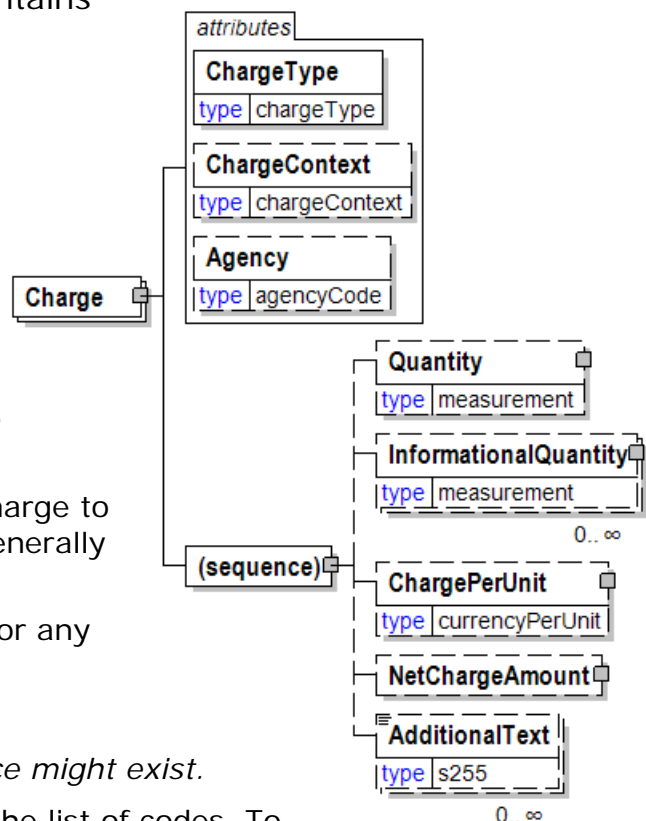 ntains
attributes
ChargeType
type chargeType
ChargeContext
type chargeContext
Agency
type agencyCode
Charge
Quantity
type measurement
InformationalQuantity
type measurement
0.. ∞
harge to
enerally
(sequence)
ChargePerUnit
type currencyPerUnit
or any
NetChargeAmount
AdditionalText
type s255
ce might exist.
0.. ∞
he list of codes. To